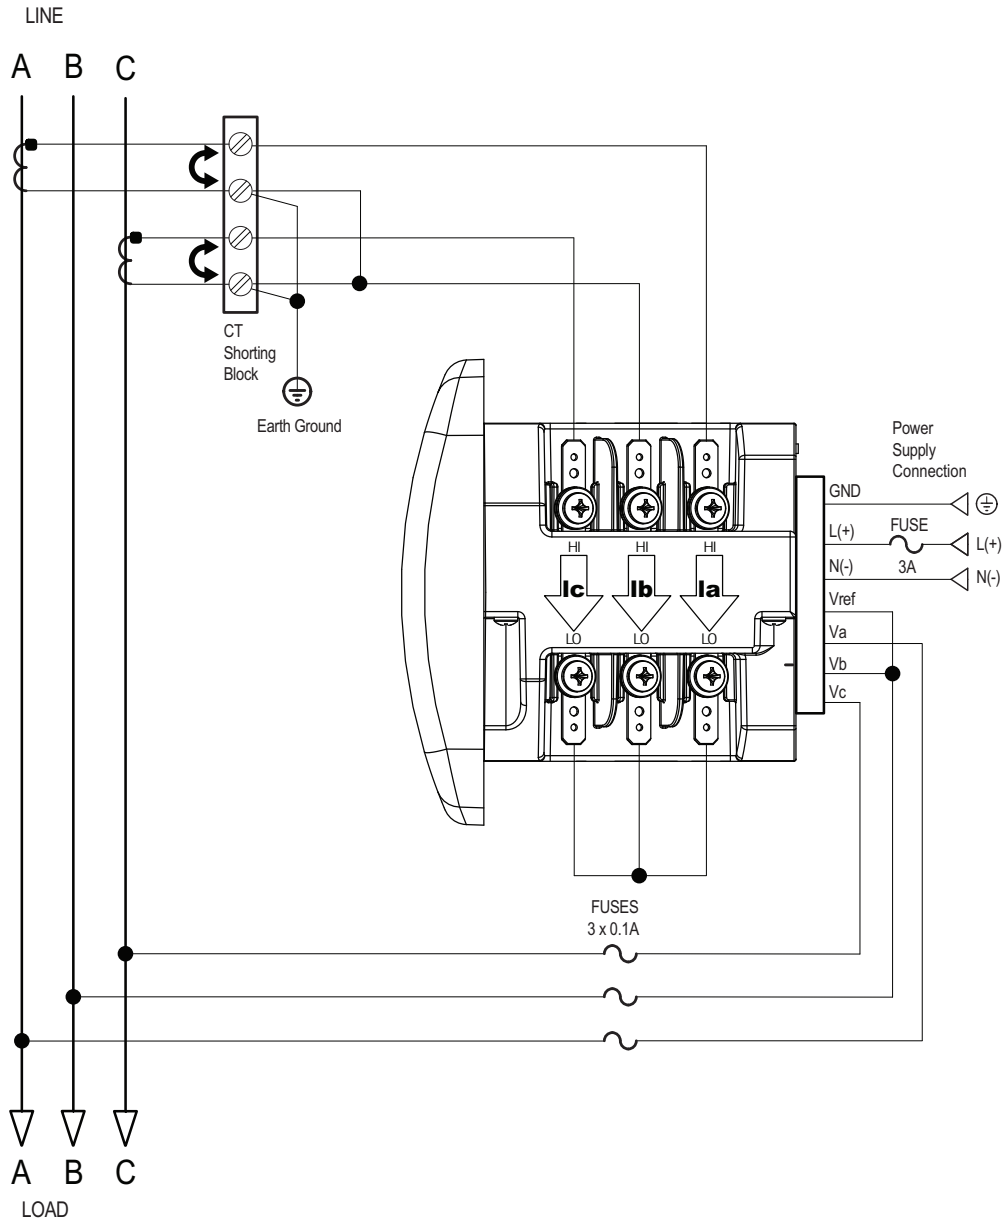 LINE
A B C
CT
Shorting
Block
Earth Ground
Power
Supply
Connection
GND
L(+) FUSE L(+)
N(-) 3A N(-)
Vref
Va
Vb
Vc
HI HI HI
Ic Ib Ia
LO LO LO
FUSES
3 x 0.1A
A B C
LOAD